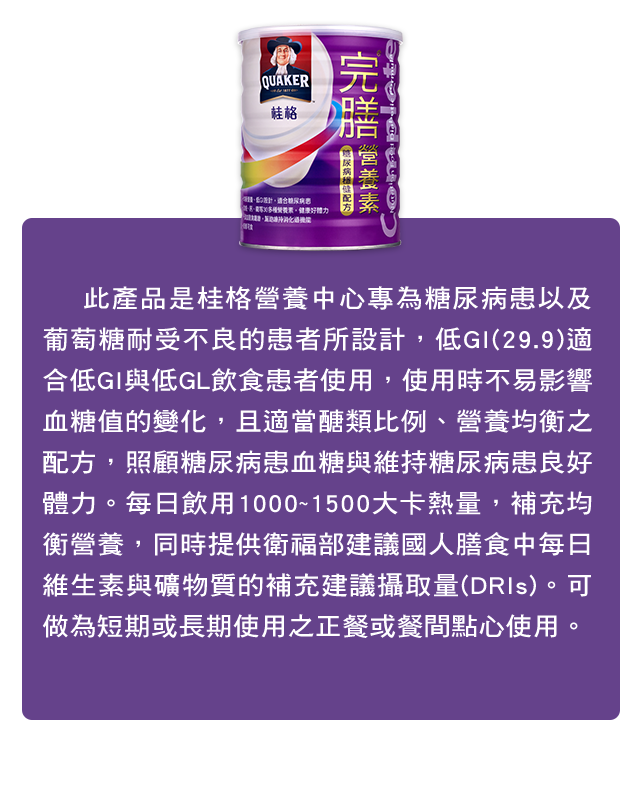 QUAKER
桂格
完膳
營養素
糖尿病穩健配方
Complete
此產品是桂格營養中心專為糖尿病患以及
葡萄糖耐受不良的患者所設計，低GI(29.9)適
合低GI與低GL飲食患者使用，使用時不易影響
血糖值的變化，且適當醣類比例、營養均衡之
配方，照顧糖尿病患血糖與維持糖尿病患良好
體力。每日飲用1000~1500大卡熱量，補充均
衡營養，同時提供衛福部建議國人膳食中每日
維生素與礦物質的補充建議攝取量(DRIs)。可
做為短期或長期使用之正餐或餐間點心使用。